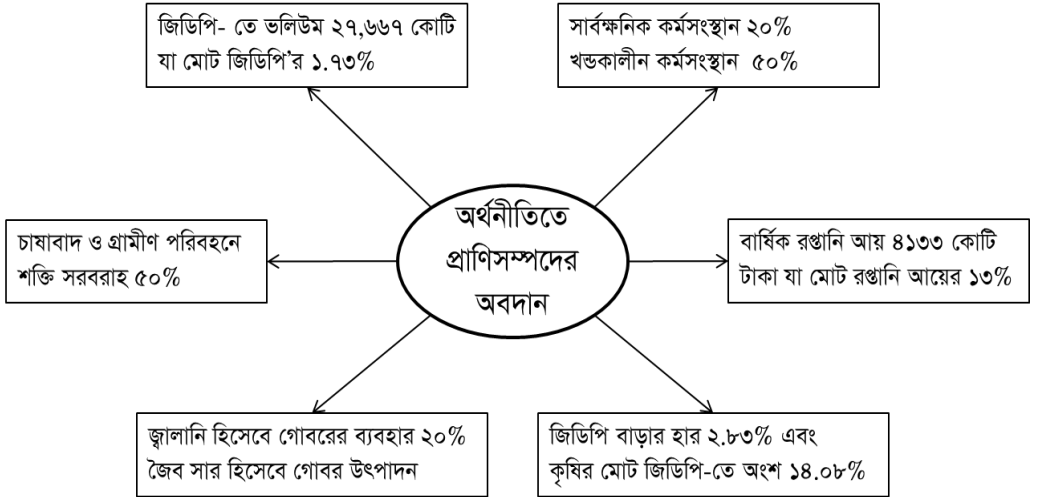 জিডিপি- তে ভলিউম ২৭,৬৬৭ কোটি
যা মোট জিডিপি'র ১.৭৩%
সার্বক্ষনিক কর্মসংস্থান ২০%
খন্ডকালীন কর্মসংস্থান ৫০%
অর্থনীতিতে
প্রাণিসম্পদের
অবদান
চাষাবাদ ও গ্রামীণ পরিবহনে
শক্তি সরবরাহ ৫০%
বার্ষিক রপ্তানি আয় ৪১৩৩ কোটি
টাকা যা মোট রপ্তানি আয়ের ১৩%
জ্বালানি হিসেবে গোবরের ব্যবহার ২০%
জৈব সার হিসেবে গোবর উৎপাদন
জিডিপি বাড়ার হার ২.৮৩% এবং
কৃষির মোট জিডিপি-তে অংশ ১৪.০৮%